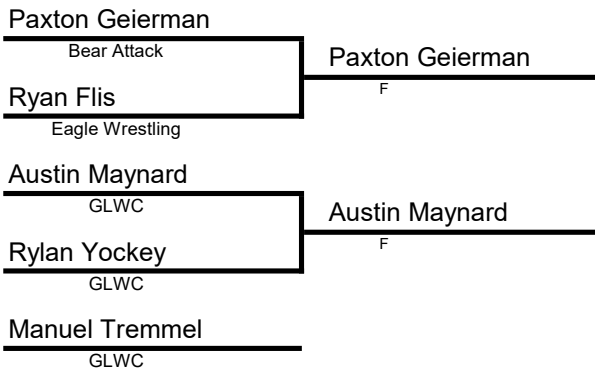 Paxton Geierman
Bear Attack
Paxton Geierman
F
Ryan Flis
Eagle Wrestling
Austin Maynard
GLWC
Austin Maynard
F
Rylan Yockey
GLWC
Manuel Tremmel
GLWC